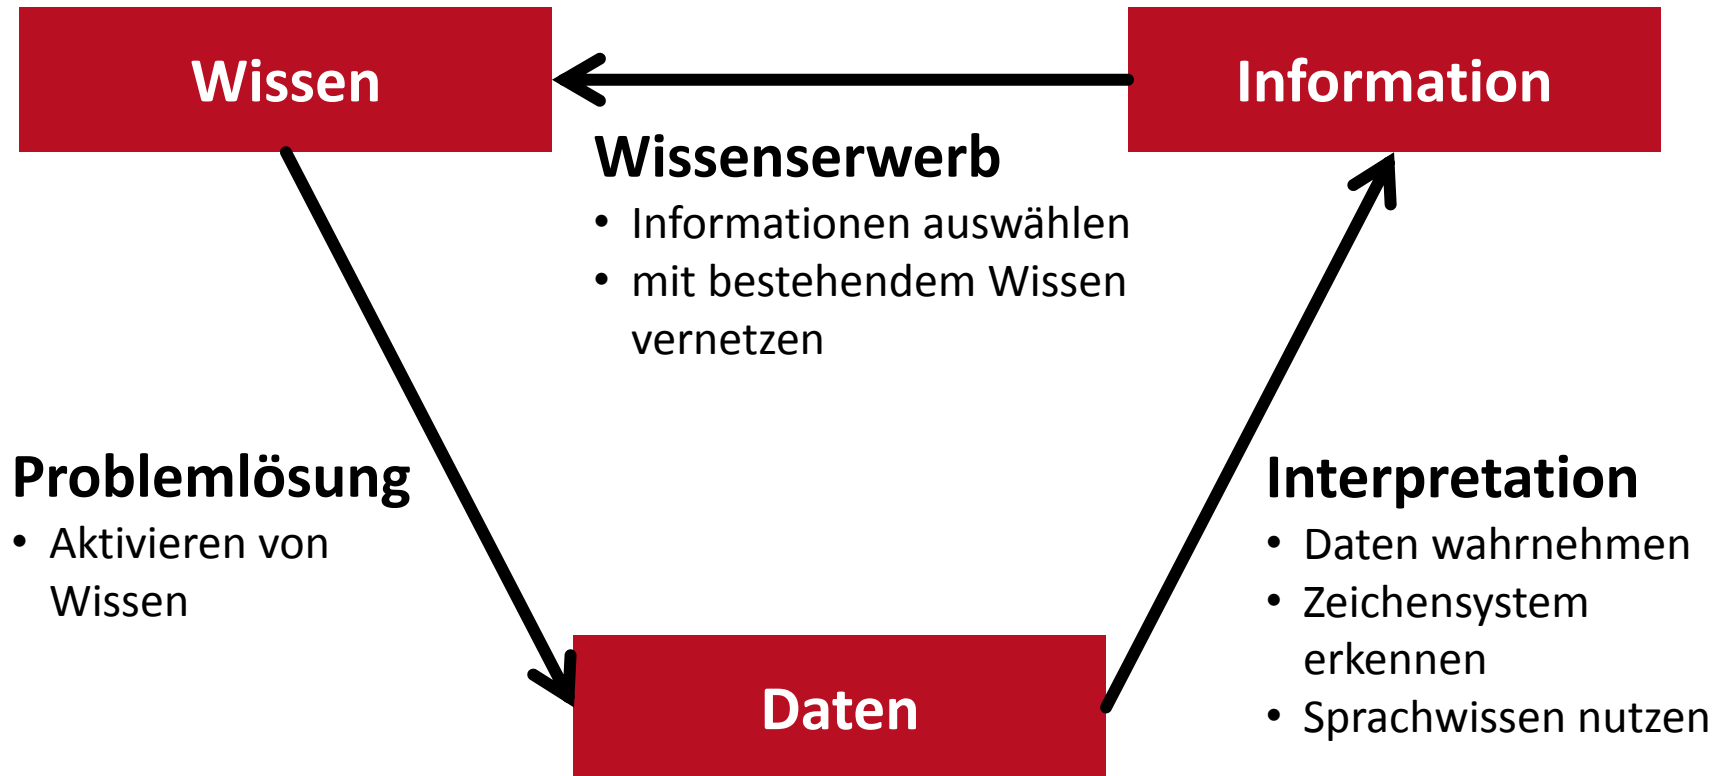 Wissen
Information
Wissenserwerb
• Informationen auswählen
• mit bestehendem Wissen
vernetzen
Problemlösung
• Aktivieren von
Wissen
Interpretation
• Daten wahrnehmen
• Zeichensystem
erkennen
• Sprachwissen nutzen
Daten